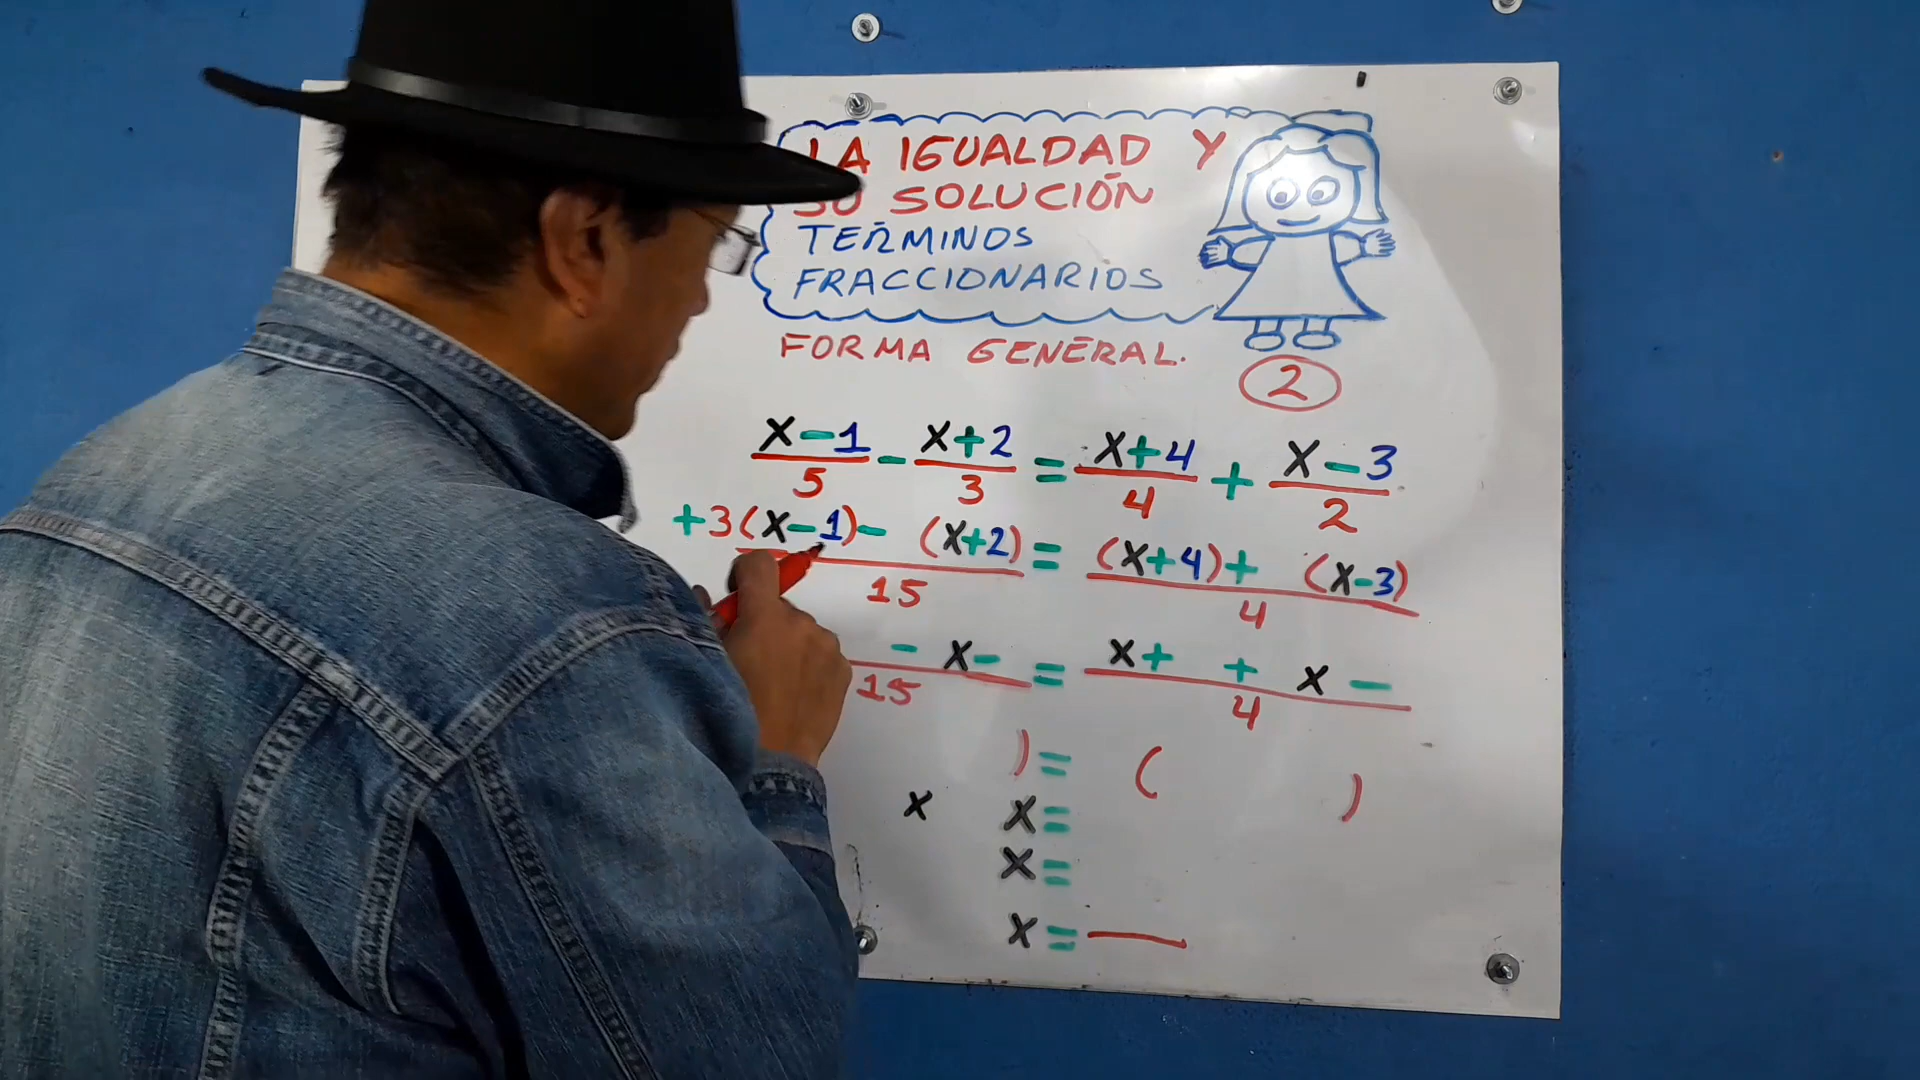 LA IGUALDAD Y
SU SOLUCIÓN
TERMINOS
FRACCIONARIOS
FORMA GENERAL.
2
x-1/5 - x+2/3 = x+4/4 + x-3/2
+3(x-1)- (x+2)/15 = (x+4)+ (x-3)/4
- x-/15 = x+ + x -/4
) = ( )
x x=
x=
x=